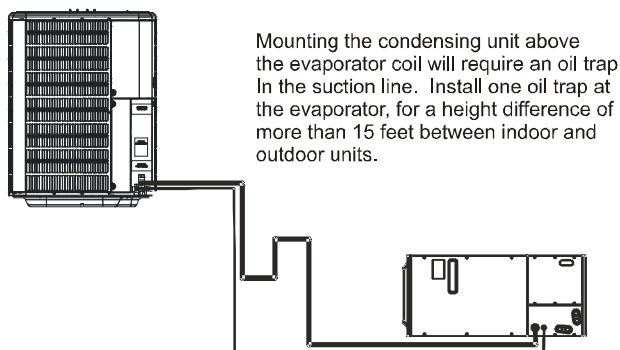 Mounting the condensing unit above
the evaporator coil will require an oil trap
In the suction line.  Install one oil trap at
the evaporator, for a height difference of
more than 15 feet between indoor and
outdoor units.